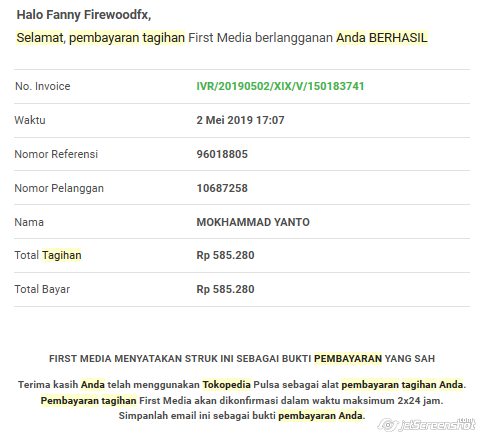 Halo Fanny Firewoodfx,
Selamat, pembayaran tagihan First Media berlangganan Anda BERHASIL
No. Invoice IVR/20190502/XIX/V/150183741
Waktu 2 Mei 2019 17:07
Nomor Referensi 96018805
Nomor Pelanggan 10687258
Nama MOKHAMMAD YANTO
Total Tagihan Rp 585.280
Total Bayar Rp 585.280
FIRST MEDIA MENYATAKAN STRUK INI SEBAGAI BUKTI PEMBAYARAN YANG SAH
Terima kasih Anda telah menggunakan Tokopedia Pulsa sebagai alat pembayaran tagihan Anda.
Pembayaran tagihan First Media akan dikonfirmasi dalam waktu maksimum 2x24 jam.
Simpanlah email ini sebagai bukti pembayaran Anda.
jetScreenshot